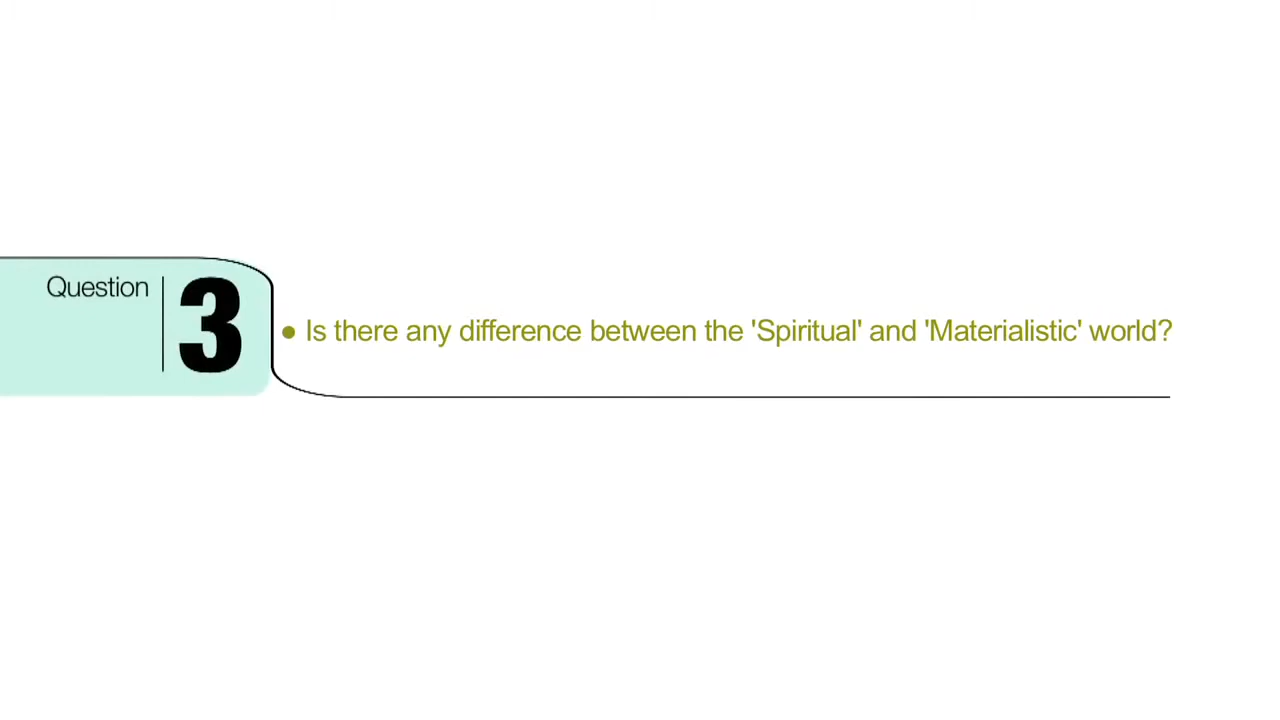 Question
3
● Is there any difference between the 'Spiritual' and 'Materialistic' world?